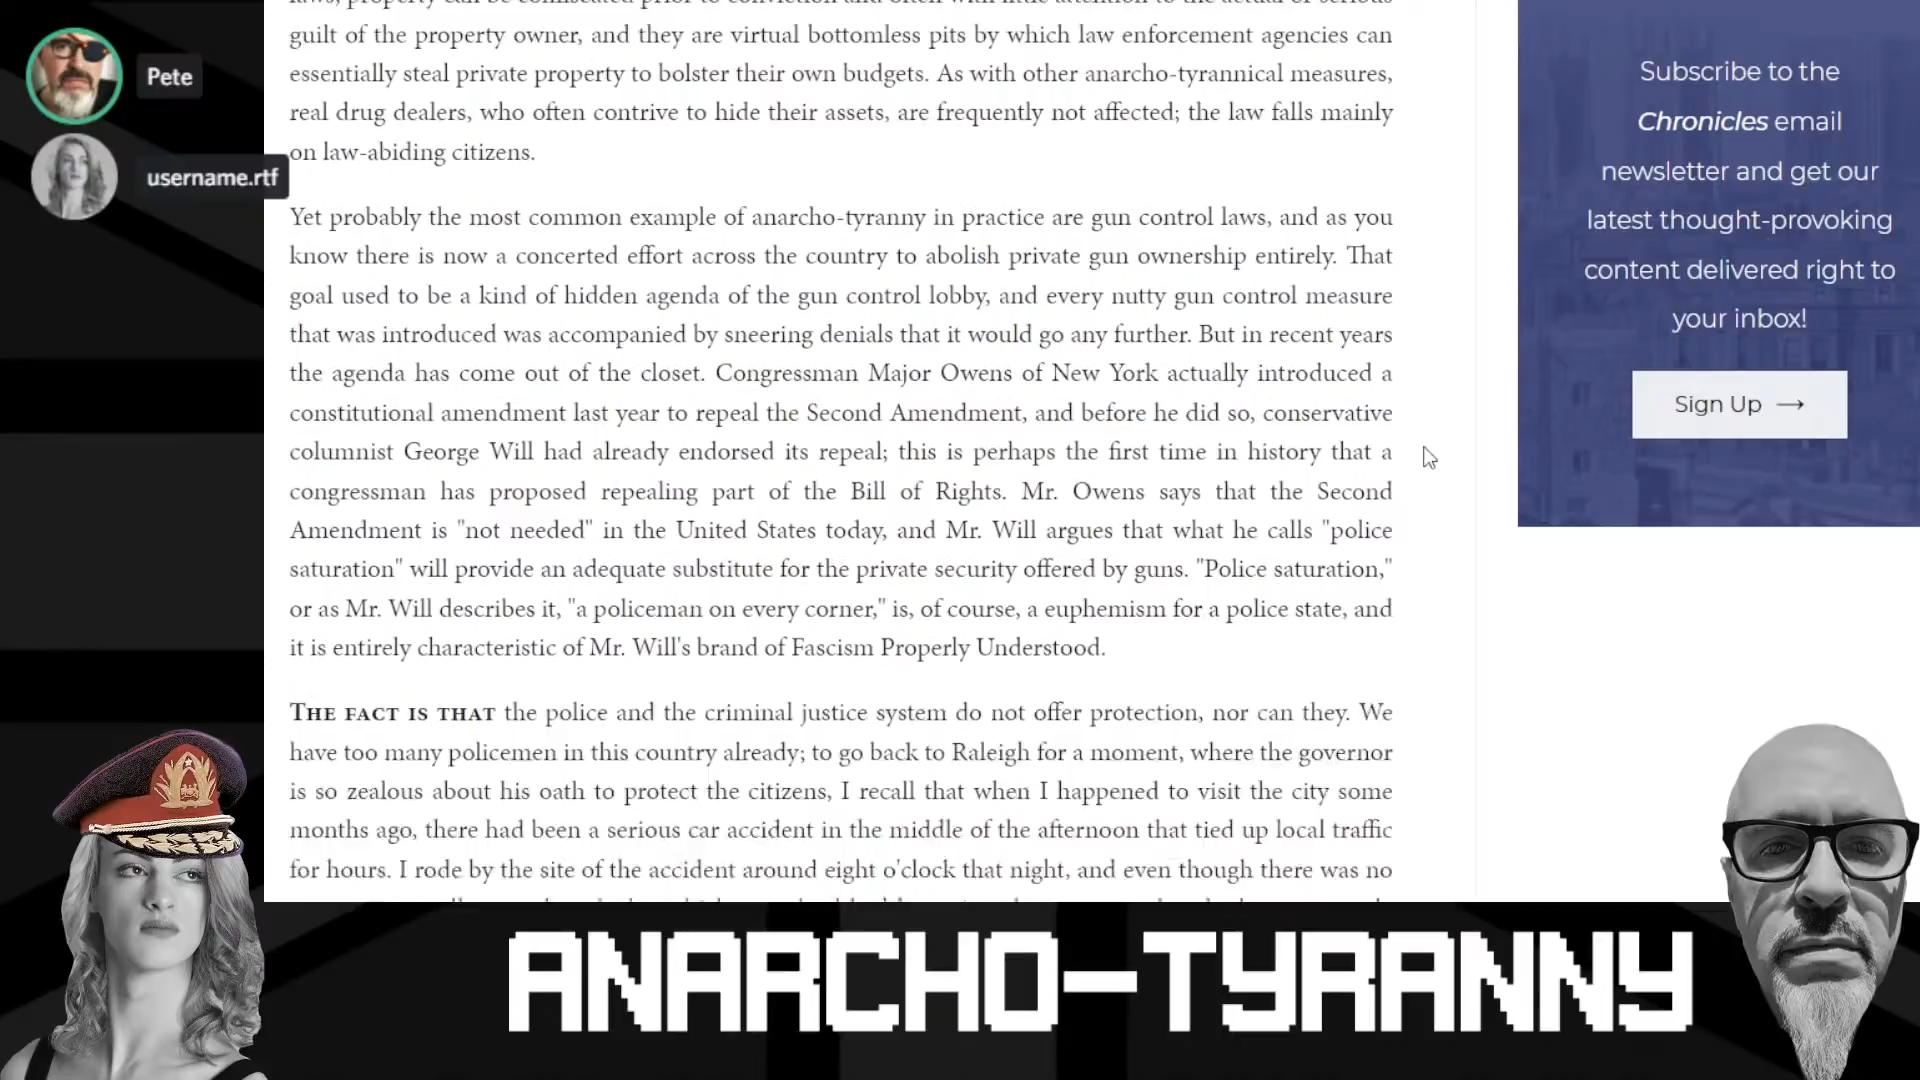 laws, property can be confiscated prior to conviction and often with little attention to the actual or serious
guilt of the property owner, and they are virtual bottomless pits by which law enforcement agencies can
essentially steal private property to bolster their own budgets. As with other anarcho-tyrannical measures,
real drug dealers, who often contrive to hide their assets, are frequently not affected; the law falls mainly
on law-abiding citizens.
Yet probably the most common example of anarcho-tyranny in practice are gun control laws, and as you
know there is now a concerted effort across the country to abolish private gun ownership entirely. That
goal used to be a kind of hidden agenda of the gun control lobby, and every nutty gun control measure
that was introduced was accompanied by sneering denials that it would go any further. But in recent years
the agenda has come out of the closet. Congressman Major Owens of New York actually introduced a
constitutional amendment last year to repeal the Second Amendment, and before he did so, conservative
columnist George Will had already endorsed its repeal; this is perhaps the first time in history that a
congressman has proposed repealing part of the Bill of Rights. Mr. Owens says that the Second
Amendment is "not needed" in the United States today, and Mr. Will argues that what he calls "police
saturation" will provide an adequate substitute for the private security offered by guns. "Police saturation,"
or as Mr. Will describes it, "a policeman on every corner," is, of course, a euphemism for a police state, and
it is entirely characteristic of Mr. Will's brand of Fascism Properly Understood.
THE FACT IS THAT the police and the criminal justice system do not offer protection, nor can they. We
have too many policemen in this country already; to go back to Raleigh for a moment, where the governor
is so zealous about his oath to protect the citizens, I recall that when I happened to visit the city some
months ago, there had been a serious car accident in the middle of the afternoon that tied up local traffic
for hours. I rode by the site of the accident around eight o'clock that night, and even though there was no
Pete
username.rtf
Subscribe to the
Chronicles email
newsletter and get our
latest thought-provoking
content delivered right to
your inbox!
Sign Up →
ANARCHO-TYRANNY